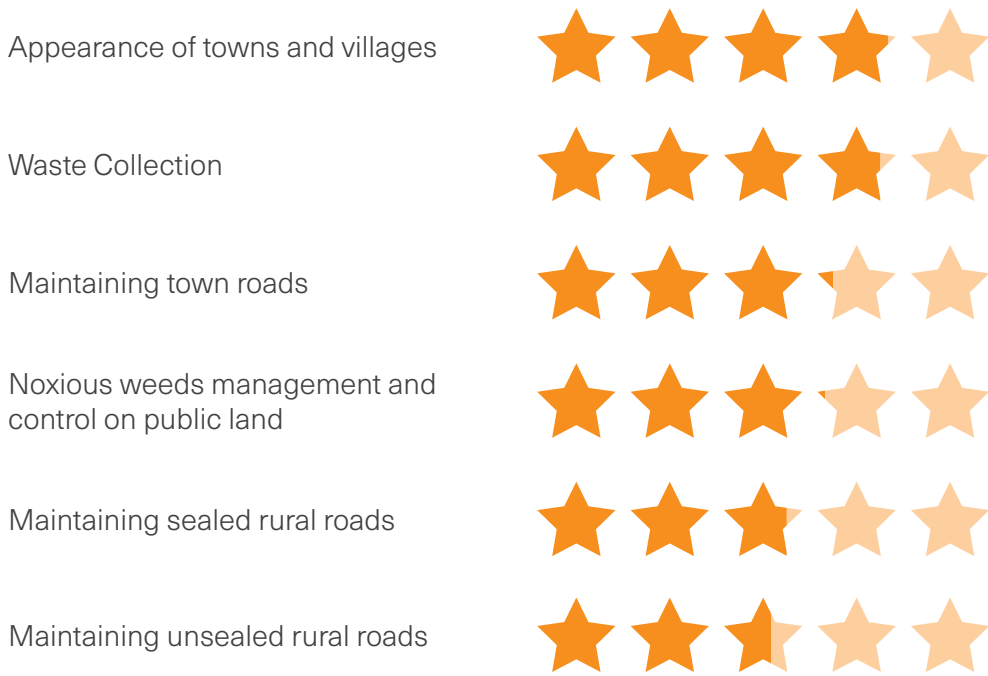 Appearance of towns and villages
Waste Collection
Maintaining town roads
Noxious weeds management and
control on public land
Maintaining sealed rural roads
Maintaining unsealed rural roads